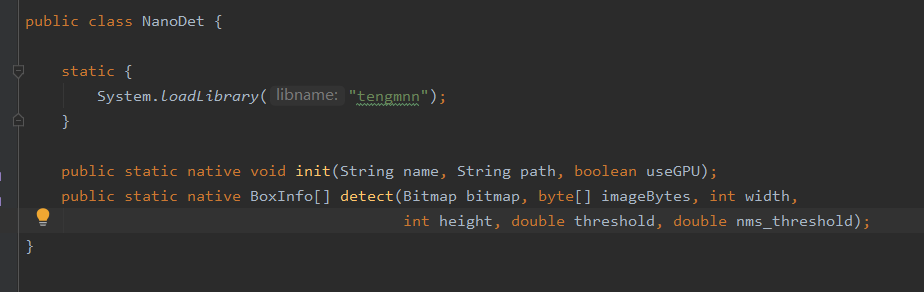 public class NanoDet {
static {
System.loadLibrary( libname: "tengmnn");
}
public static native void init(String name, String path, boolean useGPU);
public static native BoxInfo[] detect(Bitmap bitmap, byte[] imageBytes, int width,
int height, double threshold, double nms_threshold);
}